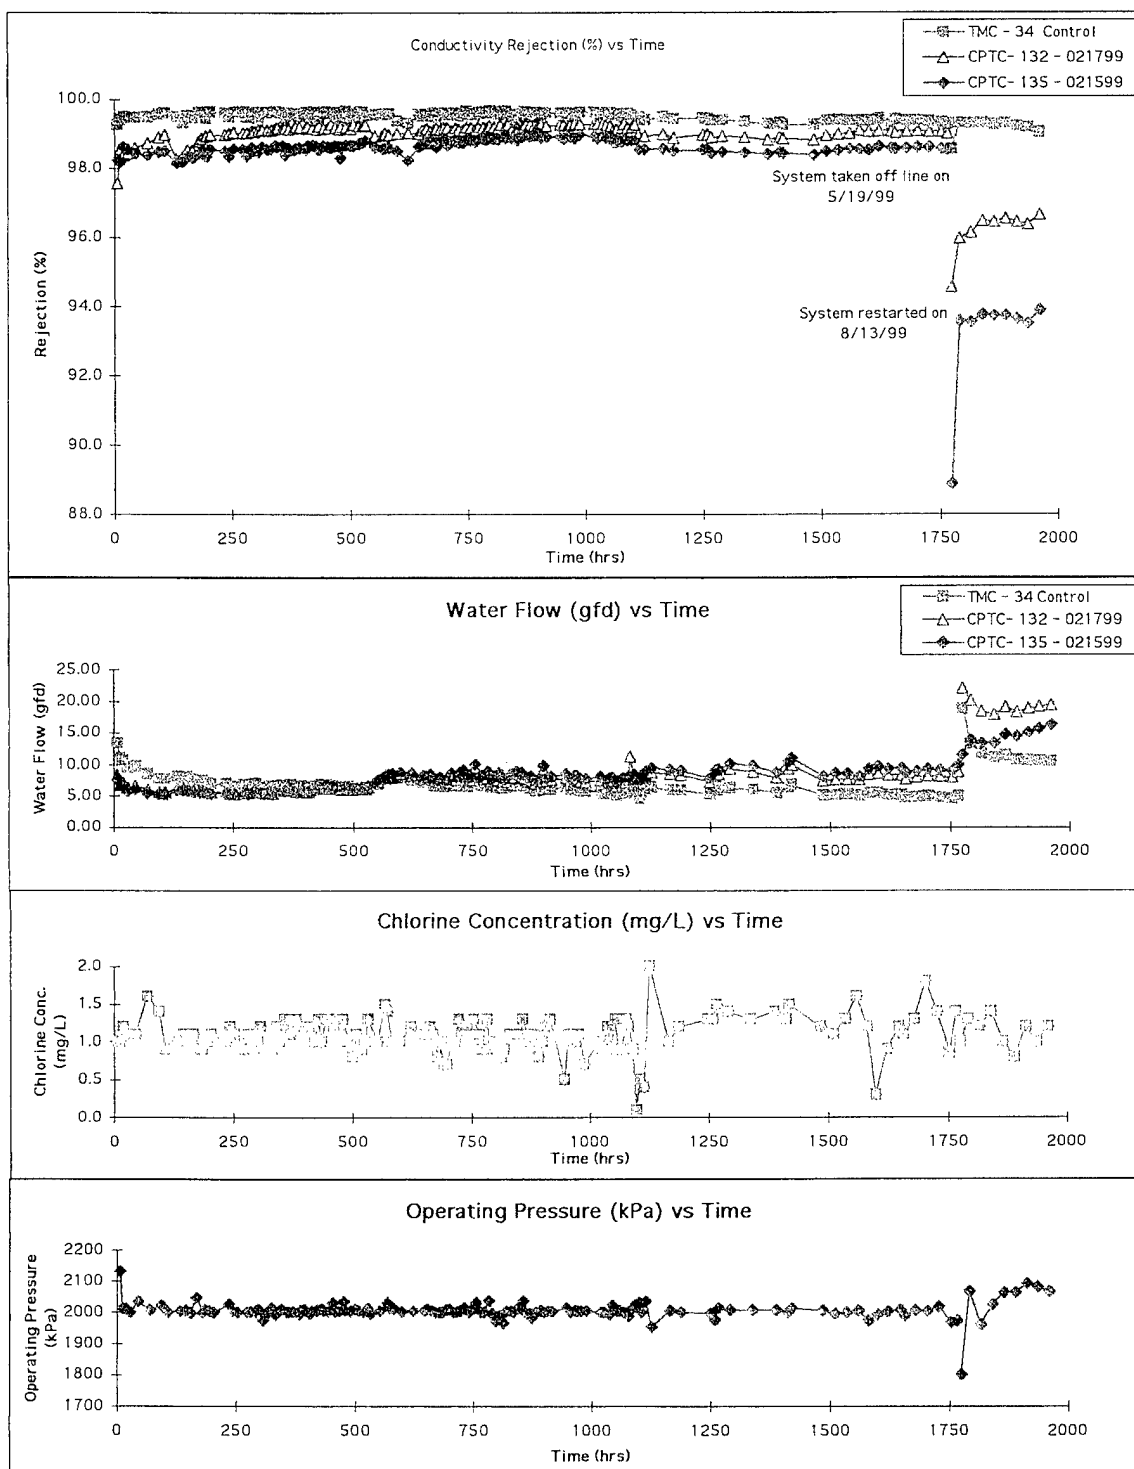 Conductivity Rejection (%) vs Time
TMC - 34 Control
CPTC- 132 - 021799
CPTC- 135 - 021599
100.0
98.0
96.0
94.0
92.0
90.0
88.0
Rejection (%)
System taken off line on
5/19/99
System restarted on
8/13/99
0 250 500 750 1000 1250 1500 1750 2000
Time (hrs)
Water Flow (gfd) vs Time
TMC - 34 Control
CPTC- 132 - 021799
CPTC- 135 - 021599
25.00
20.00
15.00
10.00
5.00
0.00
Water Flow (gfd)
0 250 500 750 1000 1250 1500 1750 2000
Time (hrs)
Chlorine Concentration (mg/L) vs Time
2.0
1.5
1.0
0.5
0.0
Chlorine Conc.
(mg/L)
0 250 500 750 1000 1250 1500 1750 2000
Time (hrs)
Operating Pressure (kPa) vs Time
2200
2100
2000
1900
1800
1700
Operating Pressure
(kPa)
0 250 500 750 1000 1250 1500 1750 2000
Time (hrs)